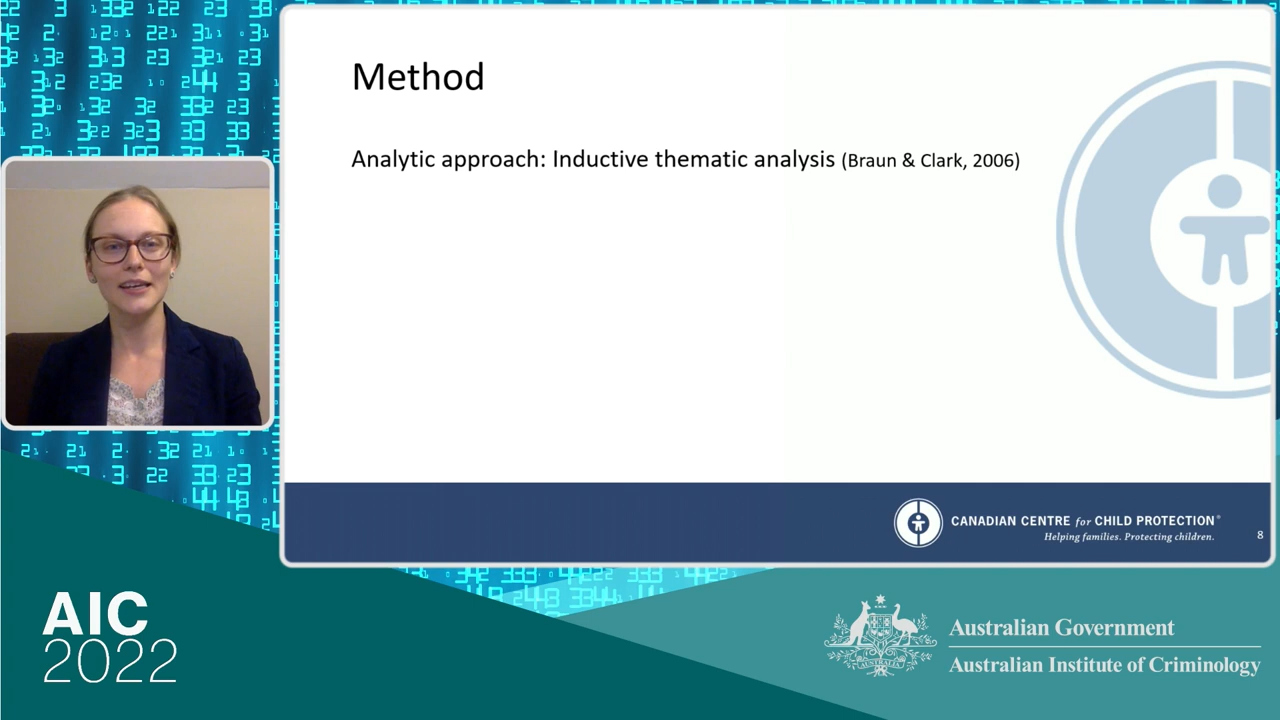 Method
Analytic approach: Inductive thematic analysis (Braun & Clark, 2006)
CANADIAN CENTRE for CHILD PROTECTION®
Helping families. Protecting children.
8
AIC
2022
AUSTRALIA
Australian Government
Australian Institute of Criminology